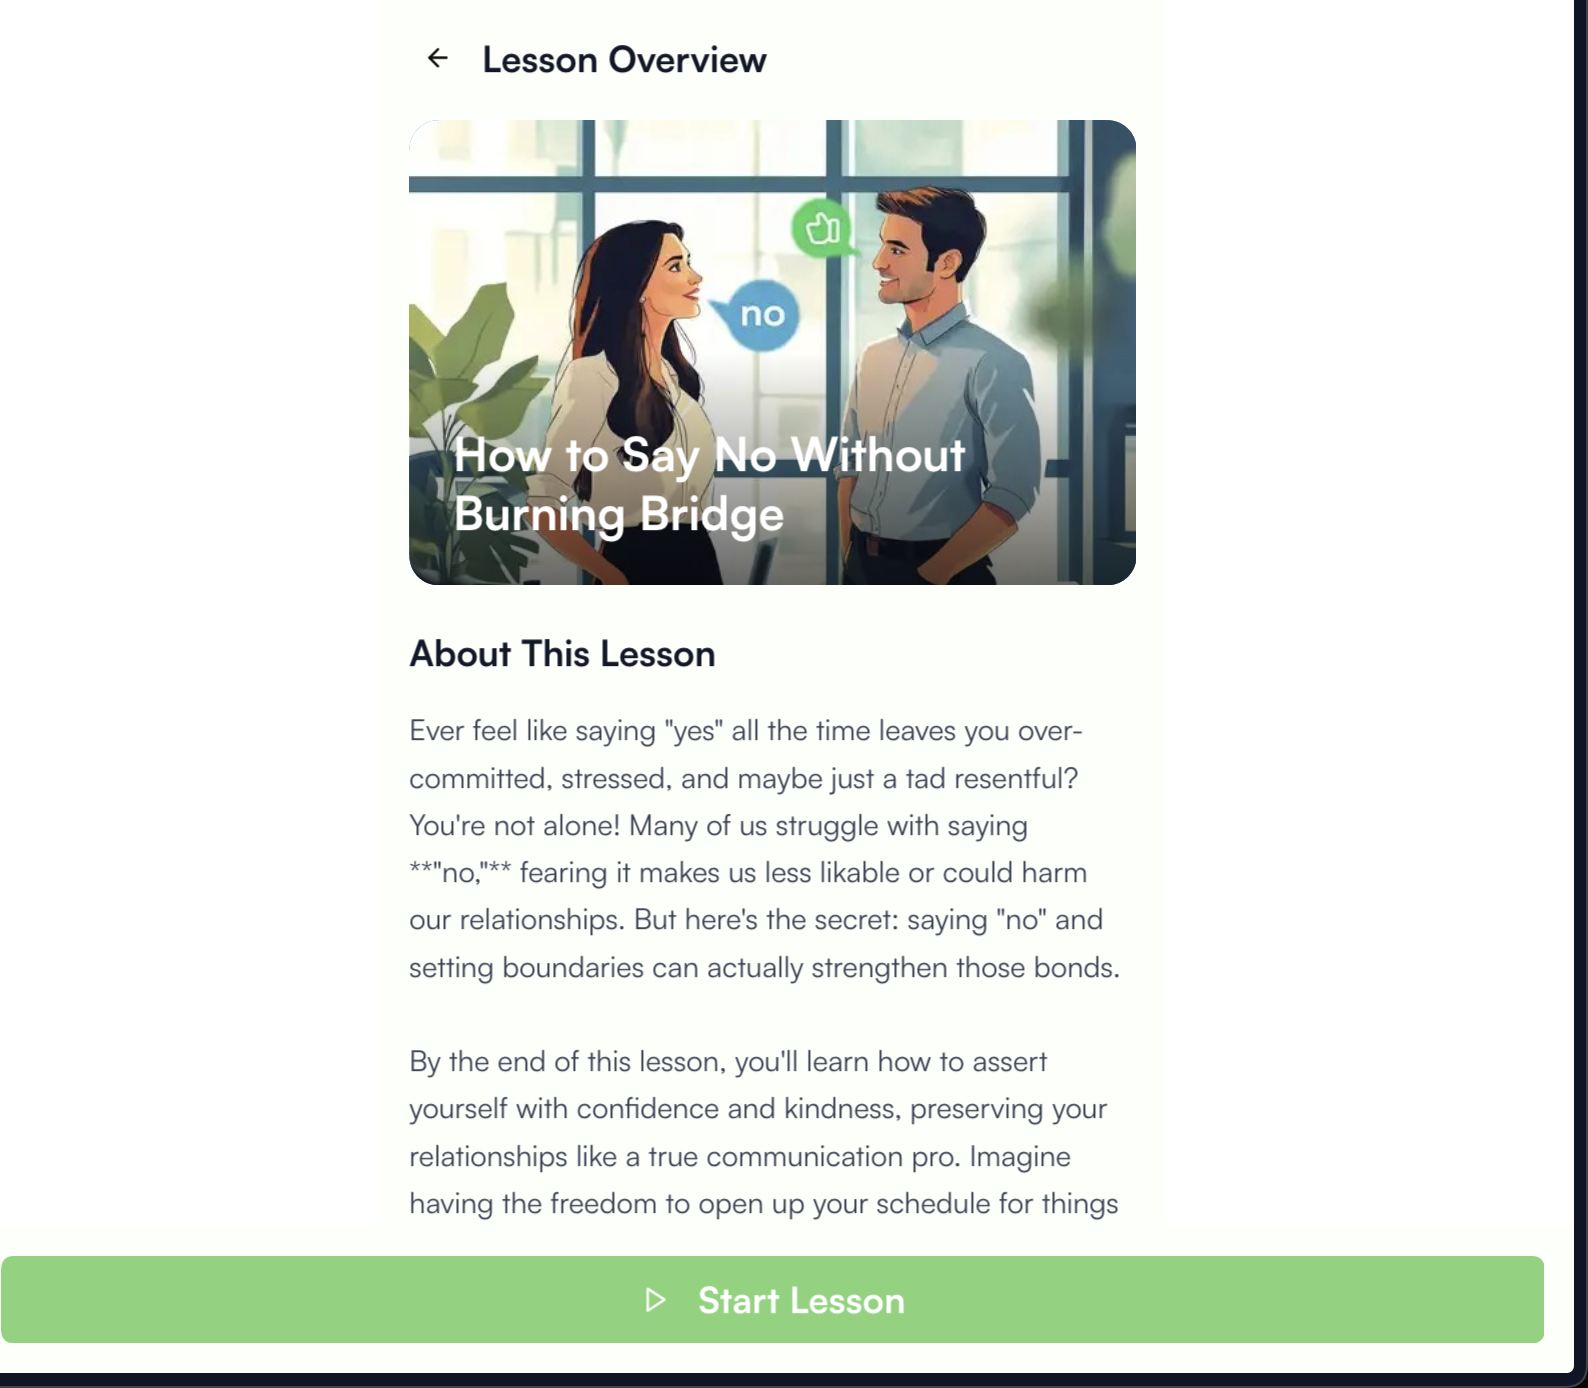 Lesson Overview
no
How to Say No Without
Burning Bridge
About This Lesson
Ever feel like saying "yes" all the time leaves you over-
committed, stressed, and maybe just a tad resentful?
You're not alone! Many of us struggle with saying
**"no,"** fearing it makes us less likable or could harm
our relationships. But here's the secret: saying "no" and
setting boundaries can actually strengthen those bonds.
By the end of this lesson, you'll learn how to assert
yourself with confidence and kindness, preserving your
relationships like a true communication pro. Imagine
having the freedom to open up your schedule for things
Start Lesson